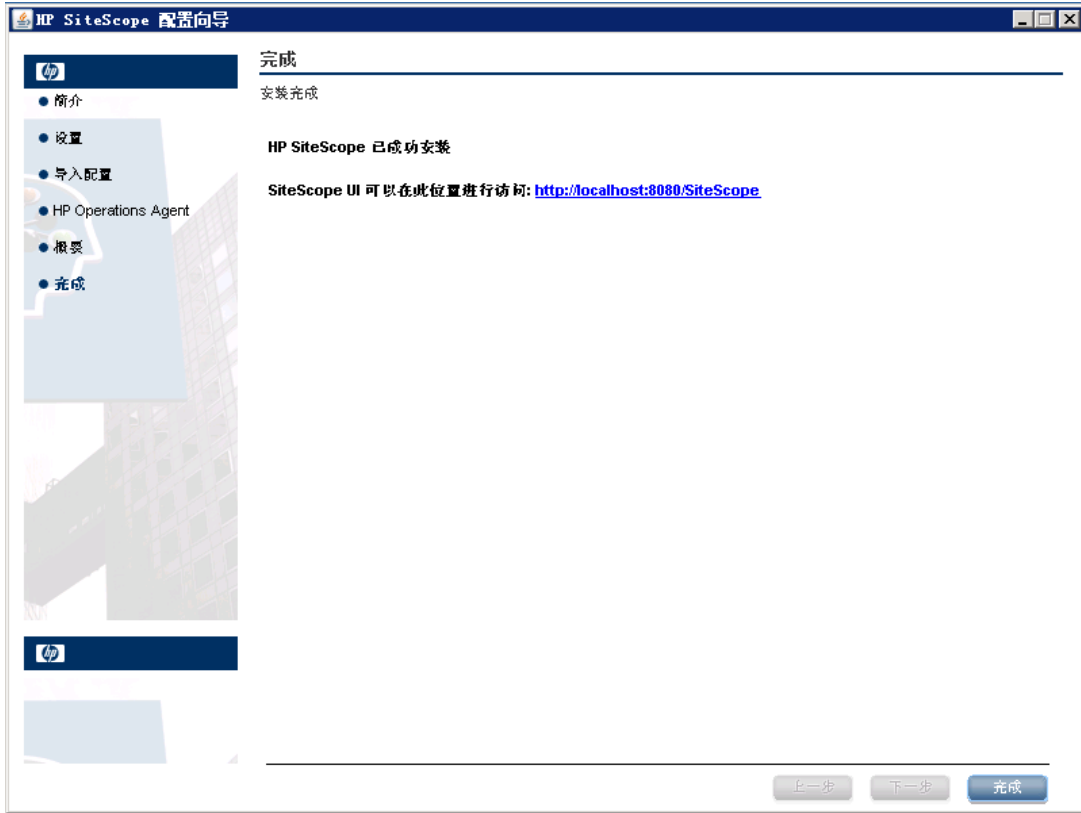 HP SiteScope 配置向导
hp
简介
设置
导入配置
HP Operations Agent
概要
完成
完成
安装完成
HP SiteScope 已成功安装
SiteScope UI 可以在此位置进行访问: http://localhost:8080/SiteScope
hp
上一步 下一步 完成